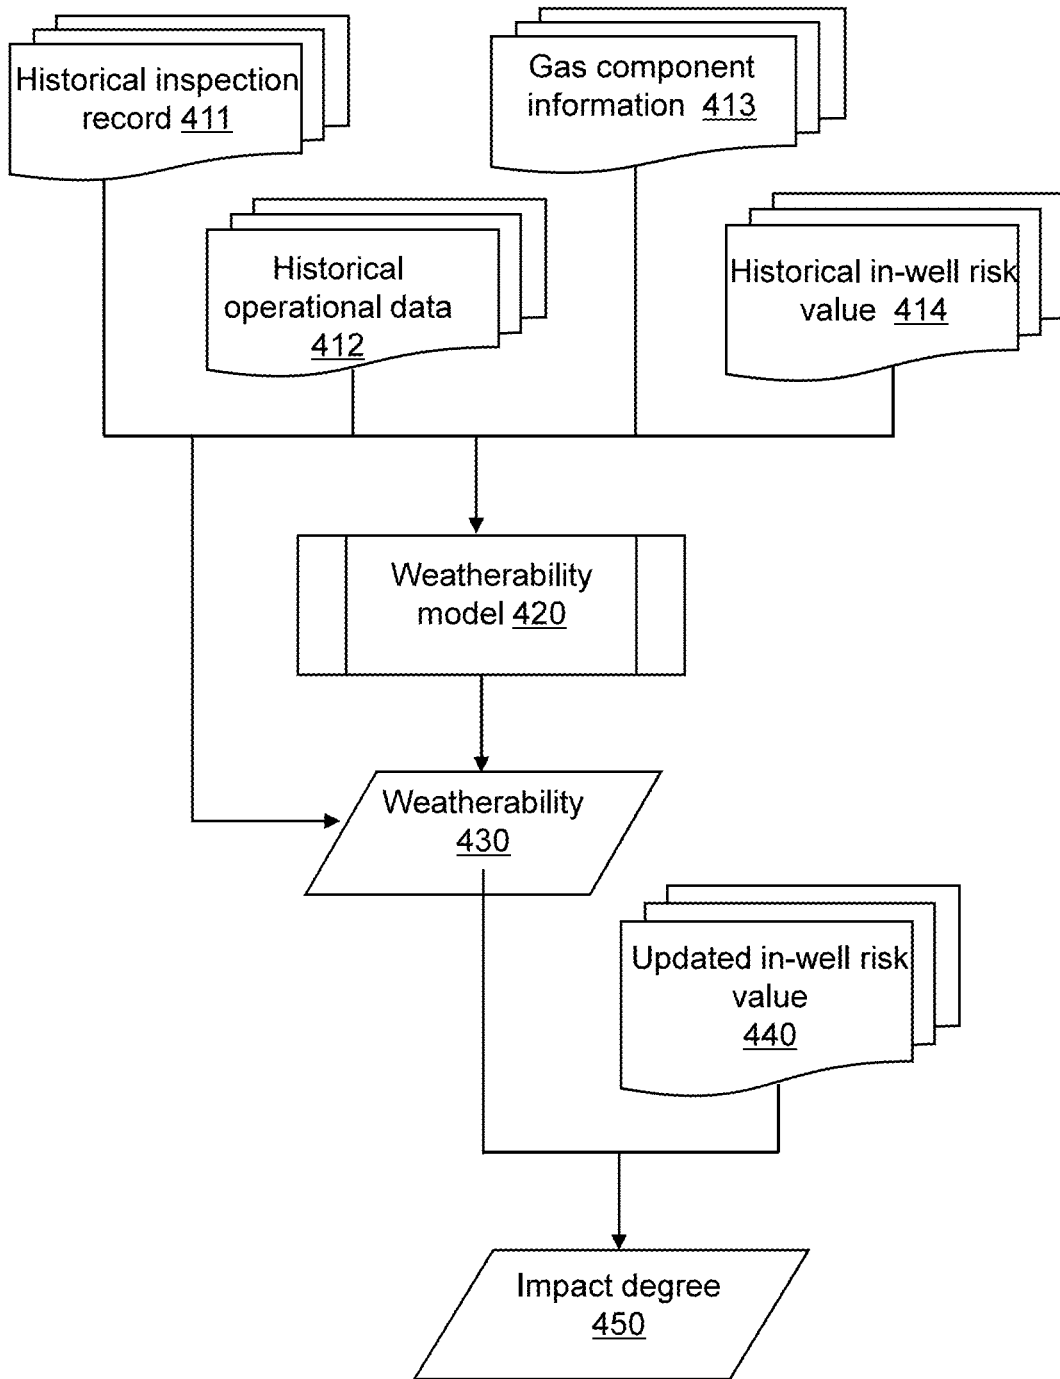 Historical inspection
record 411
Gas component
information 413
Historical
operational data
412
Historical in-well risk
value 414
Weatherability
model 420
Weatherability
430
Updated in-well risk
value
440
Impact degree
450